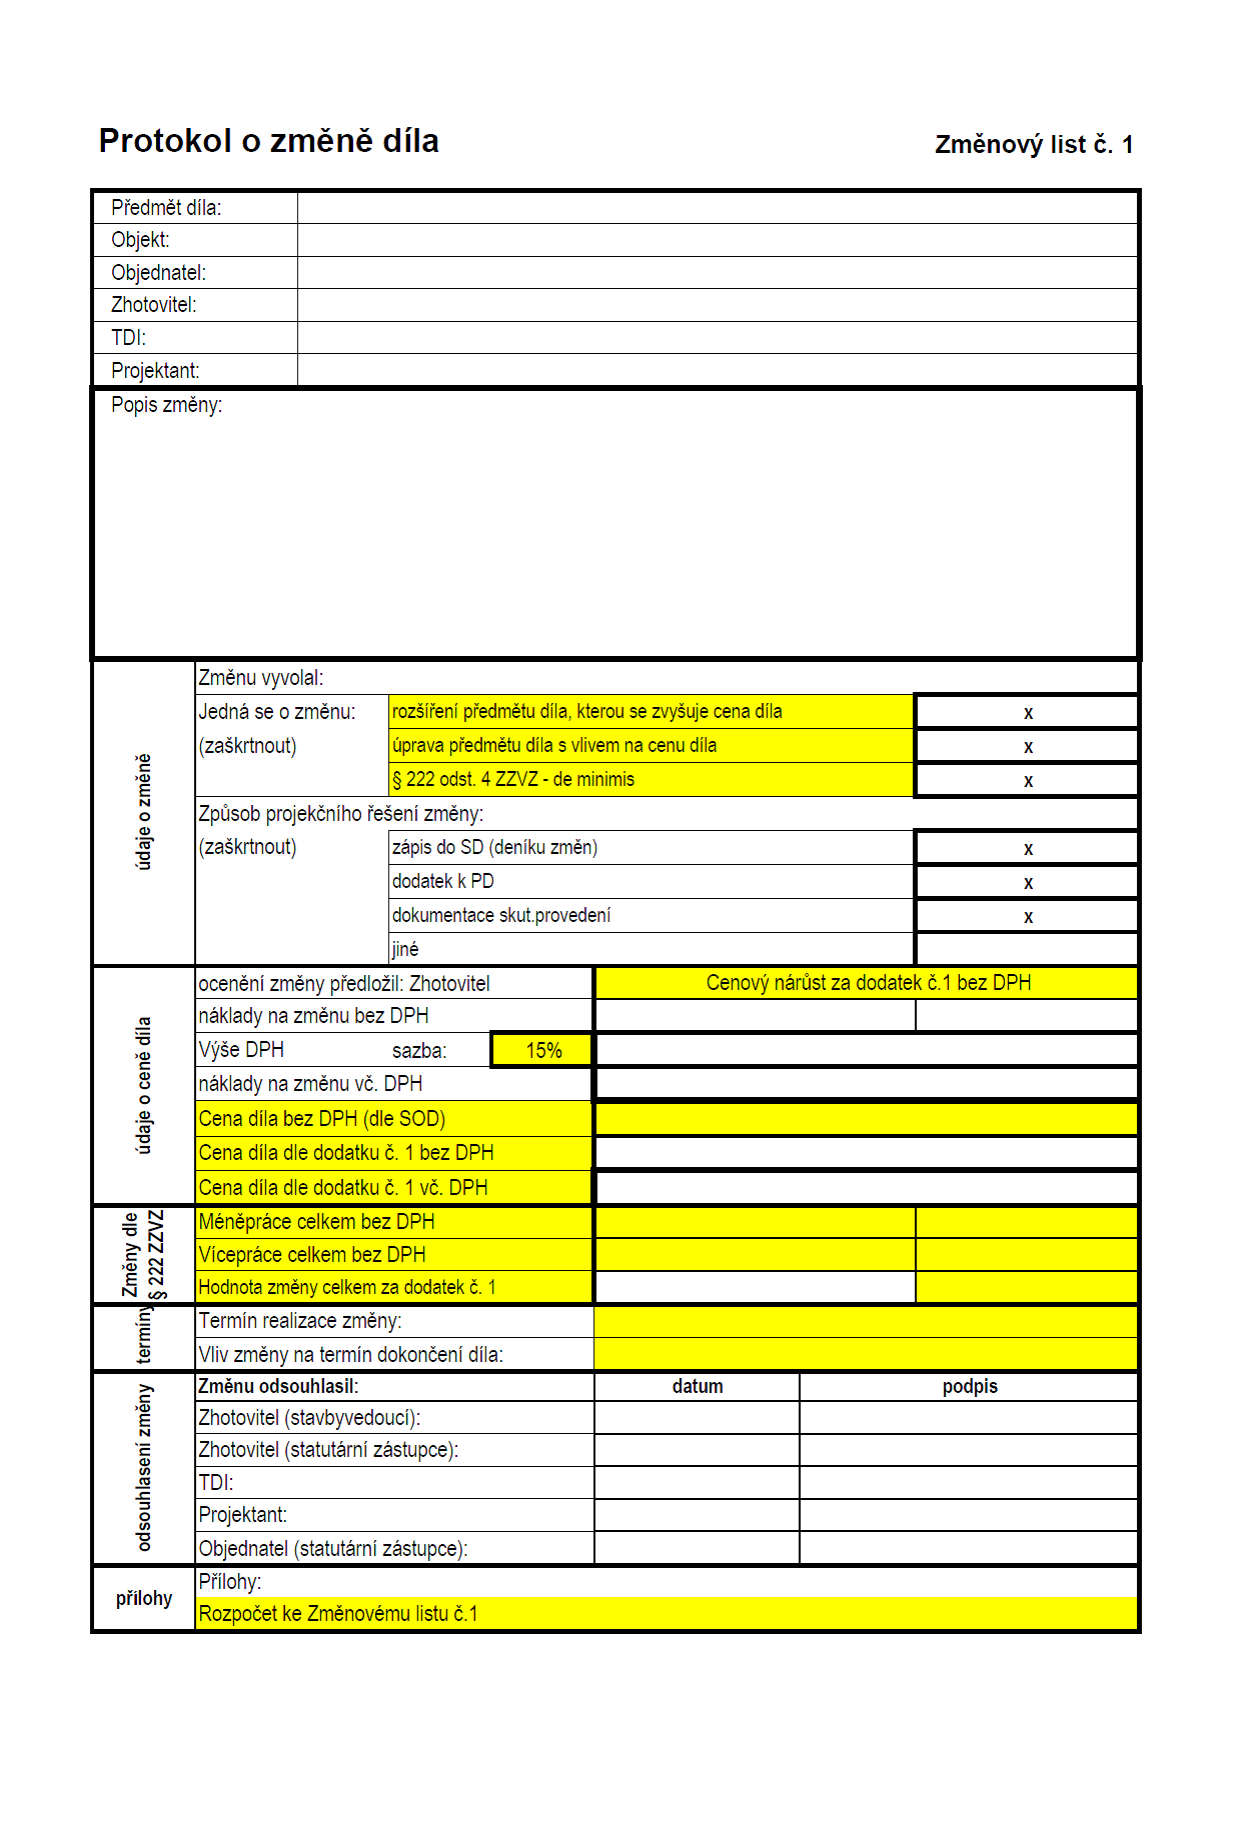 Protokol o změně díla
Změnový list č. 1
Předmět díla:
Objekt:
Objednatel:
Zhotovitel:
TDI:
Projektant:
Popis změny:
údaje o změně
Změnu vyvolal:
Jedná se o změnu: rozšíření předmětu díla, kterou se zvyšuje cena díla x
(zaškrtnout) úprava předmětu díla s vlivem na cenu díla x
§ 222 odst. 4 ZZVZ - de minimis x
Způsob projekčního řešení změny:
(zaškrtnout) zápis do SD (deníku změn) x
dodatek k PD x
dokumentace skut.provedení x
jiné
údaje o ceně díla
ocenění změny předložil: Zhotovitel Cenový nárůst za dodatek č.1 bez DPH
náklady na změnu bez DPH
Výše DPH sazba: 15%
náklady na změnu vč. DPH
Cena díla bez DPH (dle SOD)
Cena díla dle dodatku č. 1 bez DPH
Cena díla dle dodatku č. 1 vč. DPH
Změny dle
§ 222 ZZVZ
Méněpráce celkem bez DPH
Vícepráce celkem bez DPH
Hodnota změny celkem za dodatek č. 1
termíny
Termín realizace změny:
Vliv změny na termín dokončení díla:
odsouhlasení změny
Změnu odsouhlasil: datum podpis
Zhotovitel (stavbyvedoucí):
Zhotovitel (statutární zástupce):
TDI:
Projektant:
Objednatel (statutární zástupce):
přílohy
Přílohy:
Rozpočet ke Změnovému listu č.1